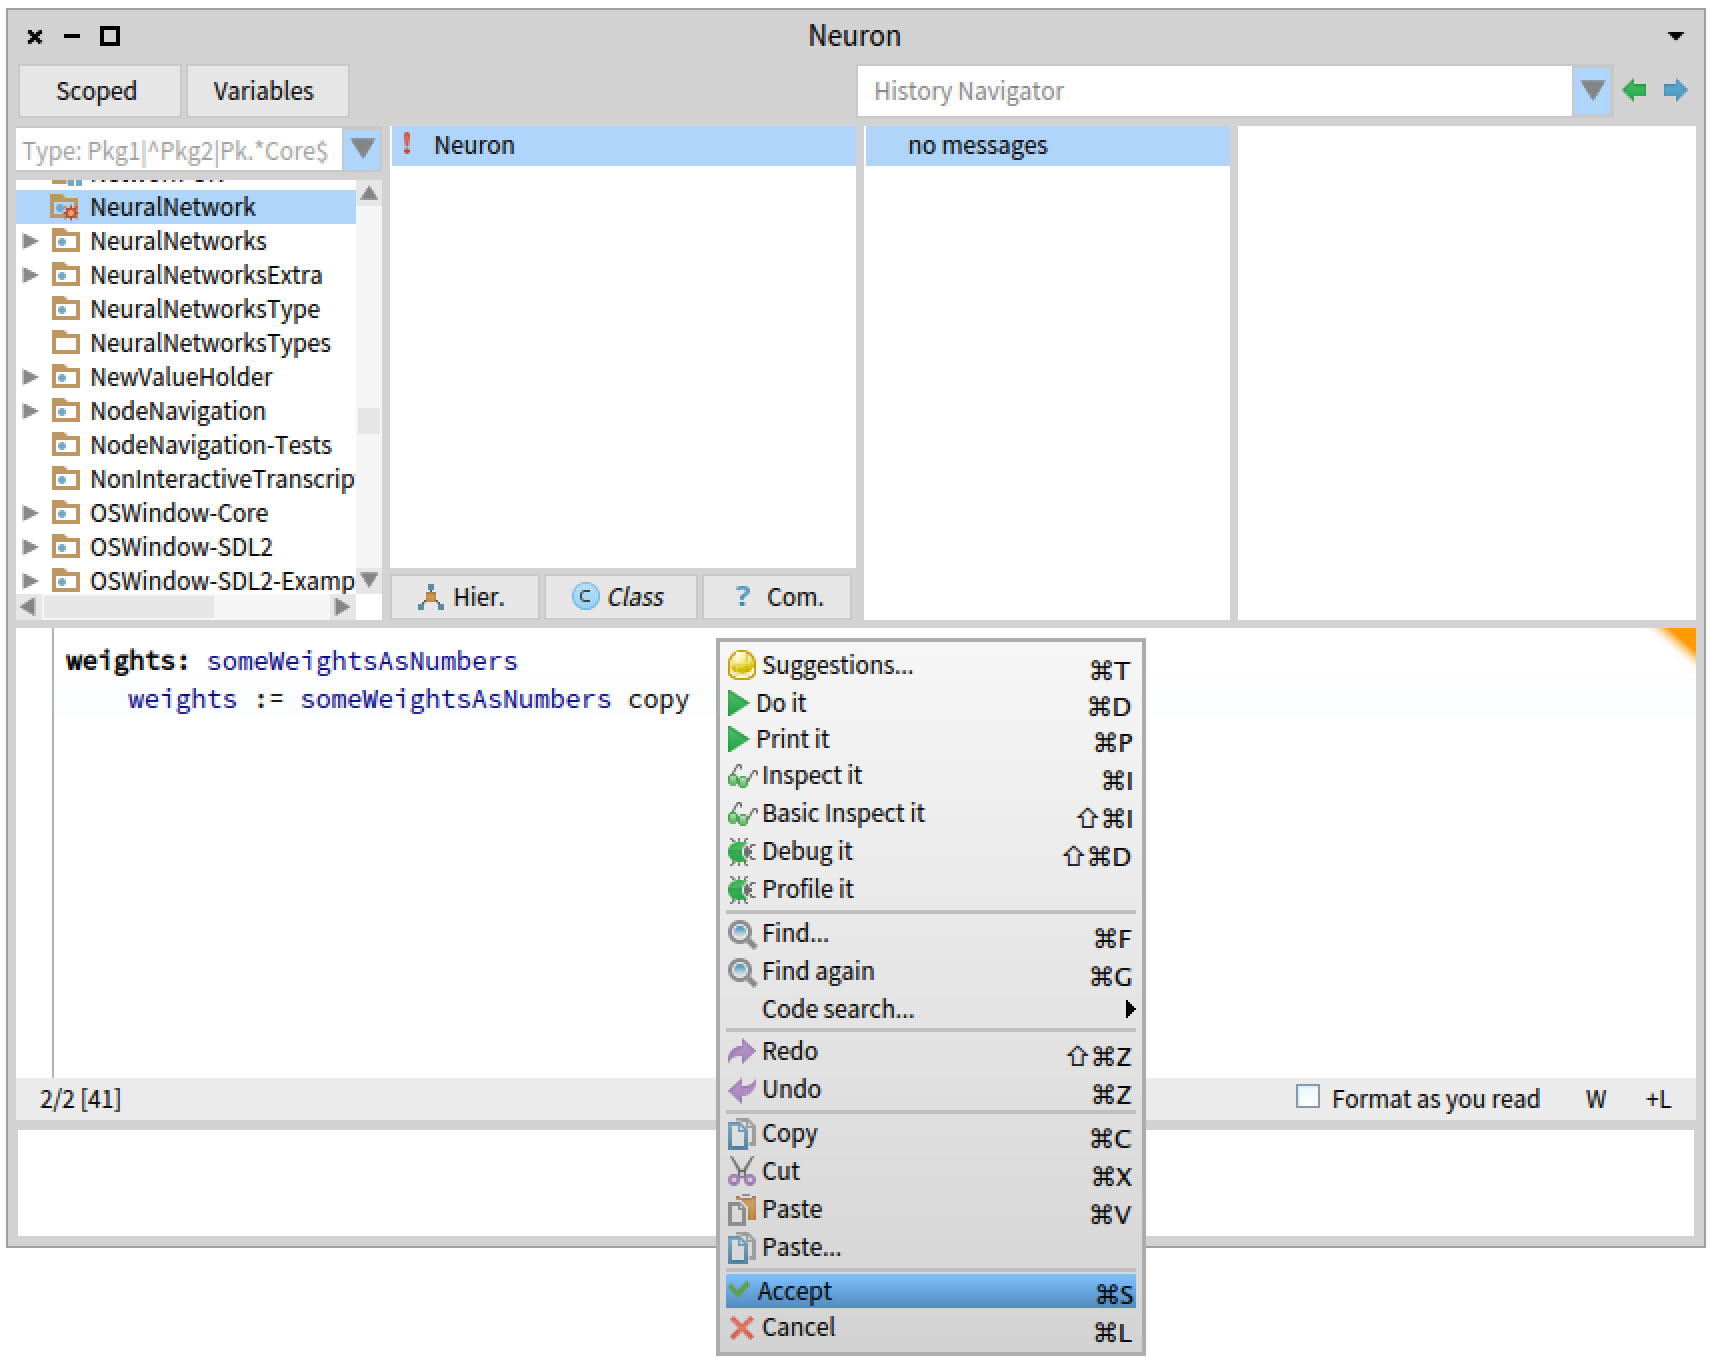 Neuron
Scoped
Variables
History Navigator
Type: Pkg1|^Pkg2|Pk.*Core$
NeuralNetwork
NeuralNetworks
NeuralNetworksExtra
NeuralNetworksType
NeuralNetworksTypes
NewValueHolder
NodeNavigation
NodeNavigation-Tests
NonInteractiveTranscrip
OSWindow-Core
OSWindow-SDL2
OSWindow-SDL2-Examp
! Neuron
Hier.
C Class
? Com.
no messages
weights: someWeightsAsNumbers
weights := someWeightsAsNumbers copy
Suggestions... ⌘T
Do it ⌘D
Print it ⌘P
Inspect it ⌘I
Basic Inspect it ⇧⌘I
Debug it ⇧⌘D
Profile it
Find... ⌘F
Find again ⌘G
Code search...
Redo ⇧⌘Z
Undo ⌘Z
Copy ⌘C
Cut ⌘X
Paste ⌘V
Paste...
Accept ⌘S
Cancel ⌘L
2/2 [41]
Format as you read W +L